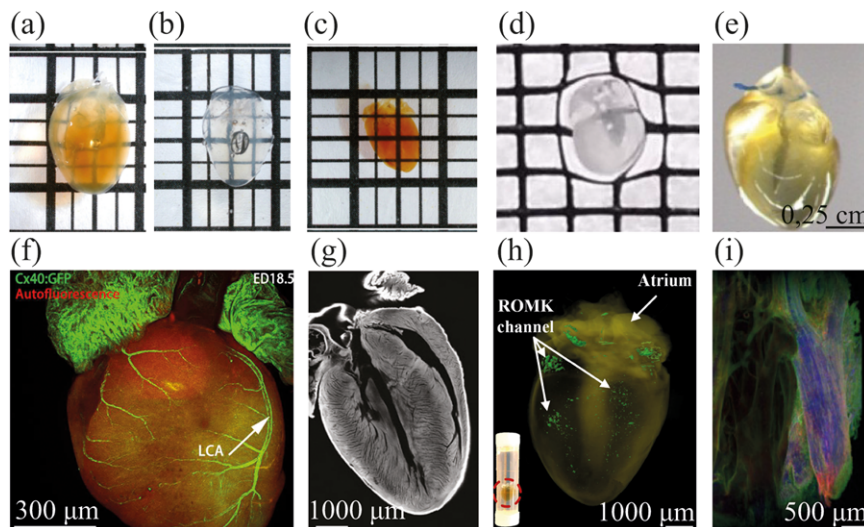 (a)
(b)
(c)
(d)
(e)
0,25 cm
(f)
(g)
(h)
(i)
Cx40:GFP
ED18.5
Autofluorescence
LCA
300 μm
1000 μm
Atrium
ROMK
channel
1000 μm
500 μm